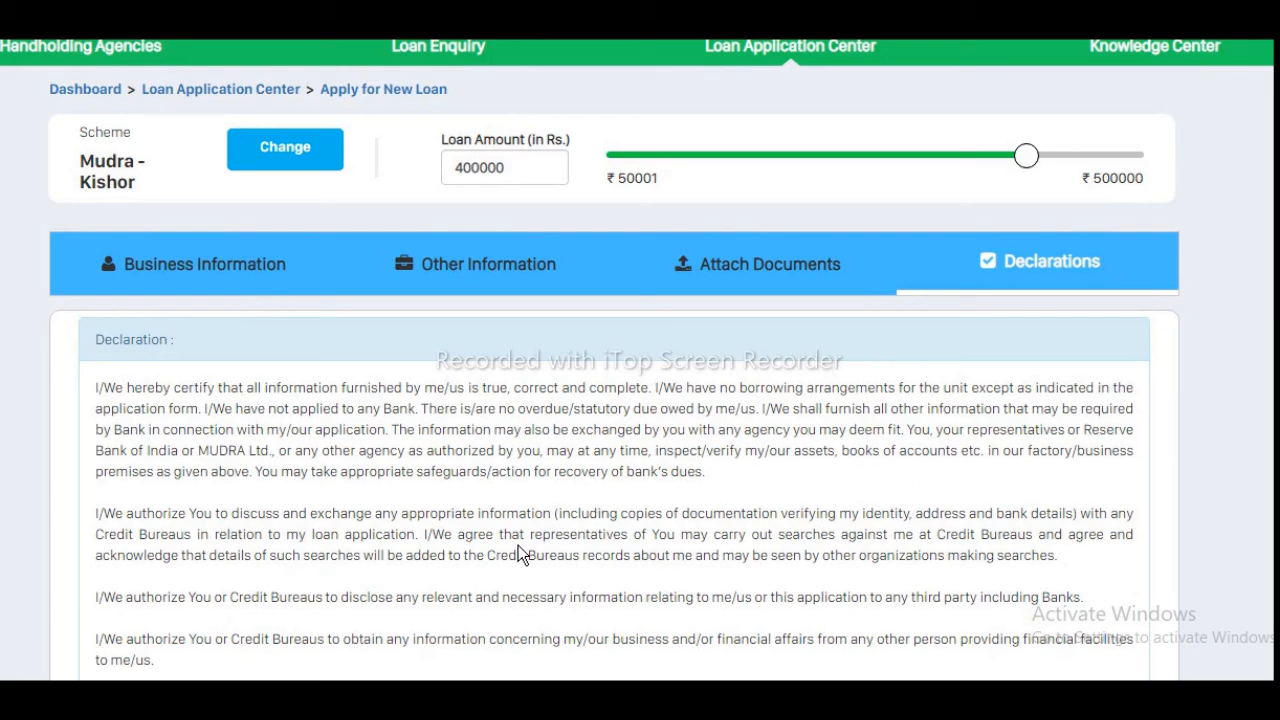 Handholding Agencies Loan Enquiry Loan Application Center Knowledge Center
Dashboard > Loan Application Center > Apply for New Loan
Scheme
Mudra -
Kishor
Change
Loan Amount (in Rs.)
400000
₹ 50001
₹ 500000
Business Information Other Information Attach Documents Declarations
Declaration :
Recorded with iTop Screen Recorder
I/We hereby certify that all information furnished by me/us is true, correct and complete. I/We have no borrowing arrangements for the unit except as indicated in the
application form. I/We have not applied to any Bank. There is/are no overdue/statutory due owed by me/us. I/We shall furnish all other information that may be required
by Bank in connection with my/our application. The information may also be exchanged by you with any agency you may deem fit. You, your representatives or Reserve
Bank of India or MUDRA Ltd., or any other agency as authorized by you, may at any time, inspect/verify my/our assets, books of accounts etc. in our factory/business
premises as given above. You may take appropriate safeguards/action for recovery of bank's dues.
I/We authorize You to discuss and exchange any appropriate information (including copies of documentation verifying my identity, address and bank details) with any
Credit Bureaus in relation to my loan application. I/We agree that representatives of You may carry out searches against me at Credit Bureaus and agree and
acknowledge that details of such searches will be added to the Credit Bureaus records about me and may be seen by other organizations making searches.
I/We authorize You or Credit Bureaus to disclose any relevant and necessary information relating to me/us or this application to any third party including Banks.
Activate Windows
Go to Settings to activate Windows
I/We authorize You or Credit Bureaus to obtain any information concerning my/our business and/or financial affairs from any other person providing financial facilities
to me/us.